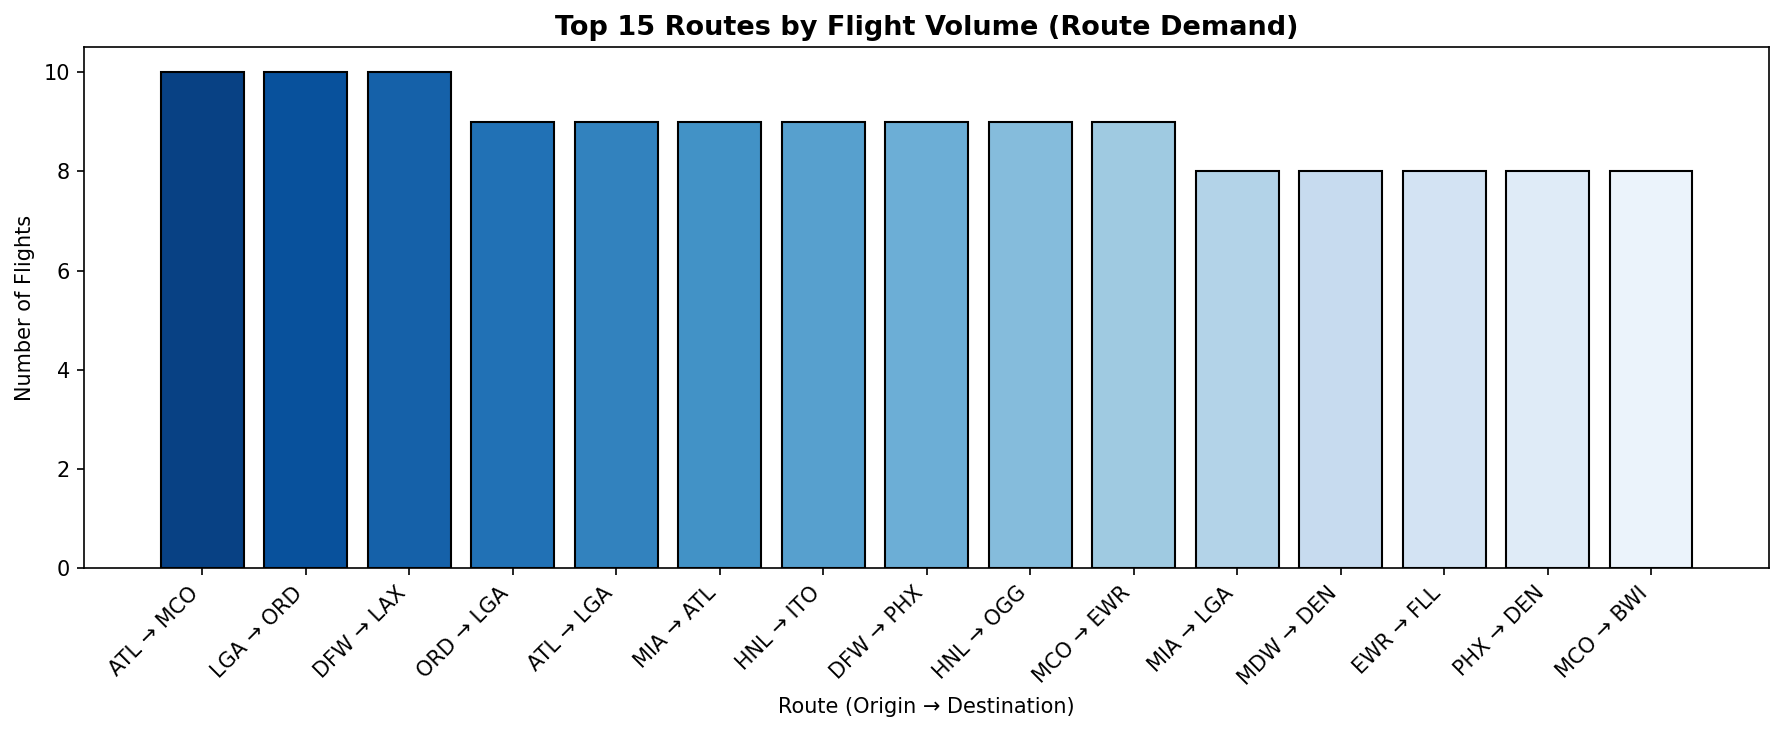 Top 15 Routes by Flight Volume (Route Demand)
Number of Flights
10
8
6
4
2
0
ATL → MCO
LGA → ORD
DFW → LAX
ORD → LGA
ATL → LGA
MIA → ATL
HNL → ITO
DFW → PHX
HNL → OGG
MCO → EWR
MIA → LGA
MDW → DEN
EWR → FLL
PHX → DEN
MCO → BWI
Route (Origin → Destination)